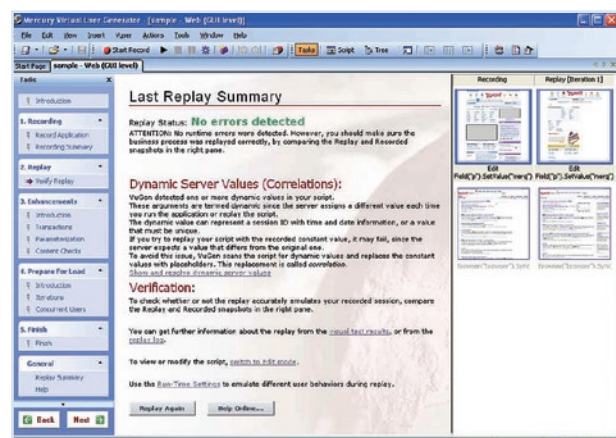 Mercury Virtual User Generator - [sample - Web (GUI level)]
File Edit View Insert Vuser Actions Tools Window Help
Start Record Tasks Script Tree
Start Page sample - Web (GUI level)
Tasks
Introduction
1. Recording
Record Application
Recording Summary
2. Replay
Verify Replay
3. Enhancements
Introduction
Transactions
Parameterization
Content Checks
4. Prepare For Load
Introduction
Iterations
Concurrent Users
5. Finish
Finish
General
Replay Summary
Help
Back Next
Last Replay Summary
Replay Status: No errors detected
ATTENTION: No runtime errors were detected. However, you should make sure the
business process was replayed correctly, by comparing the Replay and Recorded
snapshots in the right pane.
Dynamic Server Values (Correlations):
VuGen detected one or more dynamic values in your script.
These arguments are termed dynamic since the server assigns a different value each time
you run the application or replay the script.
The dynamic value can represent a session ID with time and date information, or a value
that must be unique.
If you try to replay your script with the recorded constant value, it may fail, since the
server expects a value that differs from the original one.
To avoid this issue, VuGen scans the script for dynamic values and replaces the constant
values with placeholders. This replacement is called correlation.
Show and resolve dynamic server values
Verification:
To check whether or not the replay accurately emulates your recorded session, compare
the Replay and Recorded snapshots in the right pane.
You can get further information about the replay from the visual test results, or from the
replay log.
To view or modify the script, switch to Edit mode.
Use the Run-Time Settings to emulate different user behaviors during replay.
Replay Again Help Online...
Recording Replay [Iteration 1]
Edit
Field("p").SetValue("merq")
Edit
Field("p").SetValue("merq")